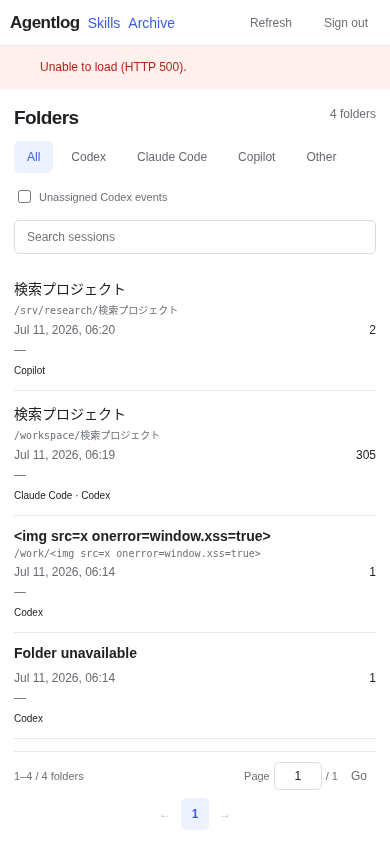 Agentlog Skills Archive Refresh Sign out
Unable to load (HTTP 500).
Folders 4 folders
All Codex Claude Code Copilot Other
Unassigned Codex events
Search sessions
検索プロジェクト
/srv/research/検索プロジェクト
Jul 11, 2026, 06:20 2
—
Copilot
検索プロジェクト
/workspace/検索プロジェクト
Jul 11, 2026, 06:19 305
—
Claude Code · Codex
<img src=x onerror=window.xss=true>
/work/<img src=x onerror=window.xss=true>
Jul 11, 2026, 06:14 1
—
Codex
Folder unavailable
Jul 11, 2026, 06:14 1
—
Codex
1–4 / 4 folders Page 1 / 1 Go
← 1 →